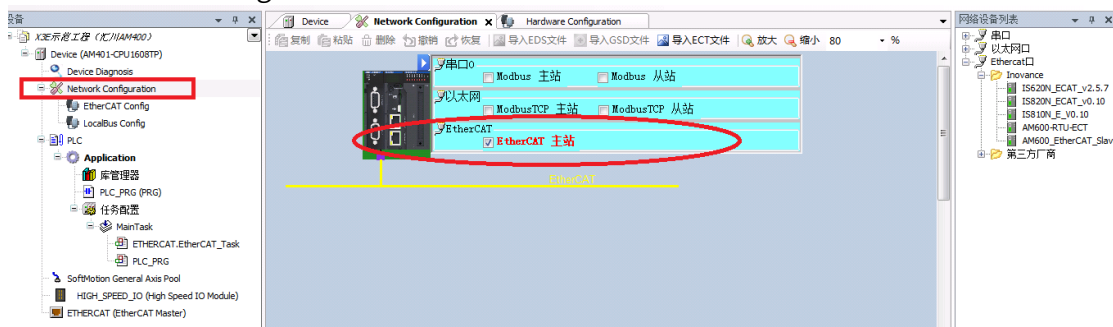 设备
X3E示范工程 (汇川AM400)
Device (AM401-CPU1608TP)
Device Diagnosis
Network Configuration
EtherCAT Config
LocalBus Config
PLC
Application
库管理器
PLC_PRG (PRG)
任务配置
MainTask
ETHERCAT.EtherCAT_Task
PLC_PRG
SoftMotion General Axis Pool
HIGH_SPEED_IO (High Speed IO Module)
ETHERCAT (EtherCAT Master)
Device Network Configuration Hardware Configuration
复制 粘贴 删除 撤销 恢复 导入EDS文件 导入GSD文件 导入ECT文件 放大 缩小 80 %
串口0
Modbus 主站 Modbus 从站
以太网
ModbusTCP 主站 ModbusTCP 从站
EtherCAT
EtherCAT 主站
EtherCAT
网络设备列表
串口
以太网口
Ethercat口
Inovance
IS620N_ECAT_v2.5.7
IS820N_ECAT_v0.10
IS810N_E_V0.10
AM600-RTU-ECT
AM600_EtherCAT_Slav
第三方厂商